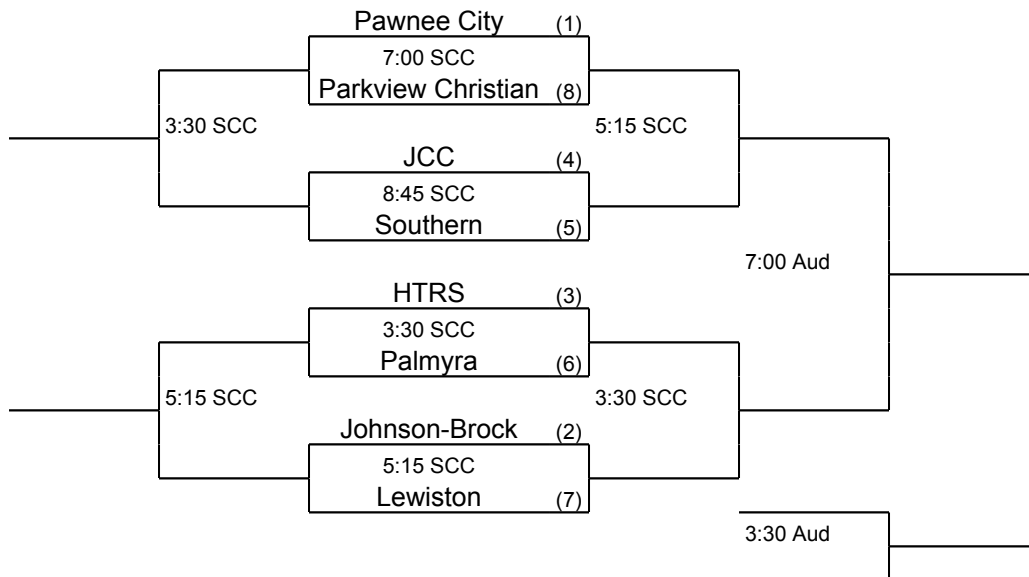 Pawnee City (1)
7:00 SCC
Parkview Christian (8)
3:30 SCC
5:15 SCC
JCC (4)
8:45 SCC
Southern (5)
7:00 Aud
HTRS (3)
3:30 SCC
Palmyra (6)
5:15 SCC
3:30 SCC
Johnson-Brock (2)
5:15 SCC
Lewiston (7)
3:30 Aud